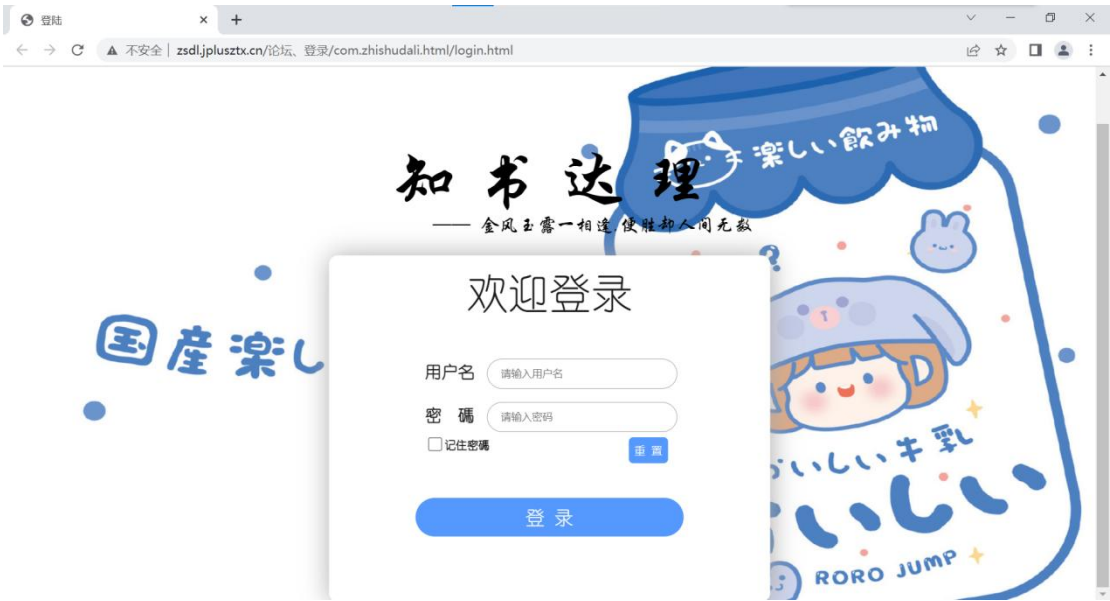 登陆
不安全 | zsdl.jplusztx.cn/论坛、登录/com.zhishudali.html/login.html
楽しい飲み物
知书达理
—— 金风玉露一相逢.便胜却人间无数
欢迎登录
国産楽し
用户名 请输入用户名
密 碼 请输入密码
记住密碼
重 置
登 录
おいしい牛乳
いしい
RORO JUMP